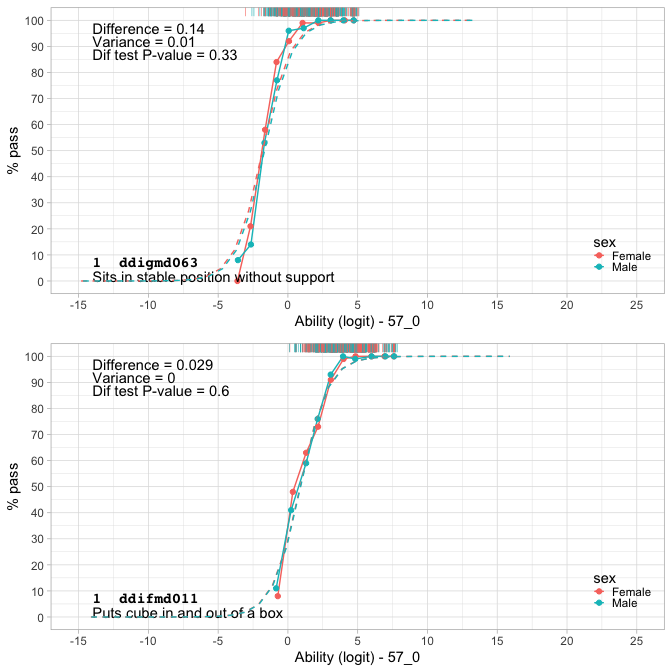 Difference = 0.14
Variance = 0.01
Dif test P-value = 0.33
100
90
80
70
60
50
40
30
20
10
0
% pass
1 ddigmd063
Sits in stable position without support
sex
Female
Male
-15 -10 -5 0 5 10 15 20 25
Ability (logit) - 57_0
Difference = 0.029
Variance = 0
Dif test P-value = 0.6
100
90
80
70
60
50
40
30
20
10
0
% pass
1 ddifmd011
Puts cube in and out of a box
sex
Female
Male
-15 -10 -5 0 5 10 15 20 25
Ability (logit) - 57_0